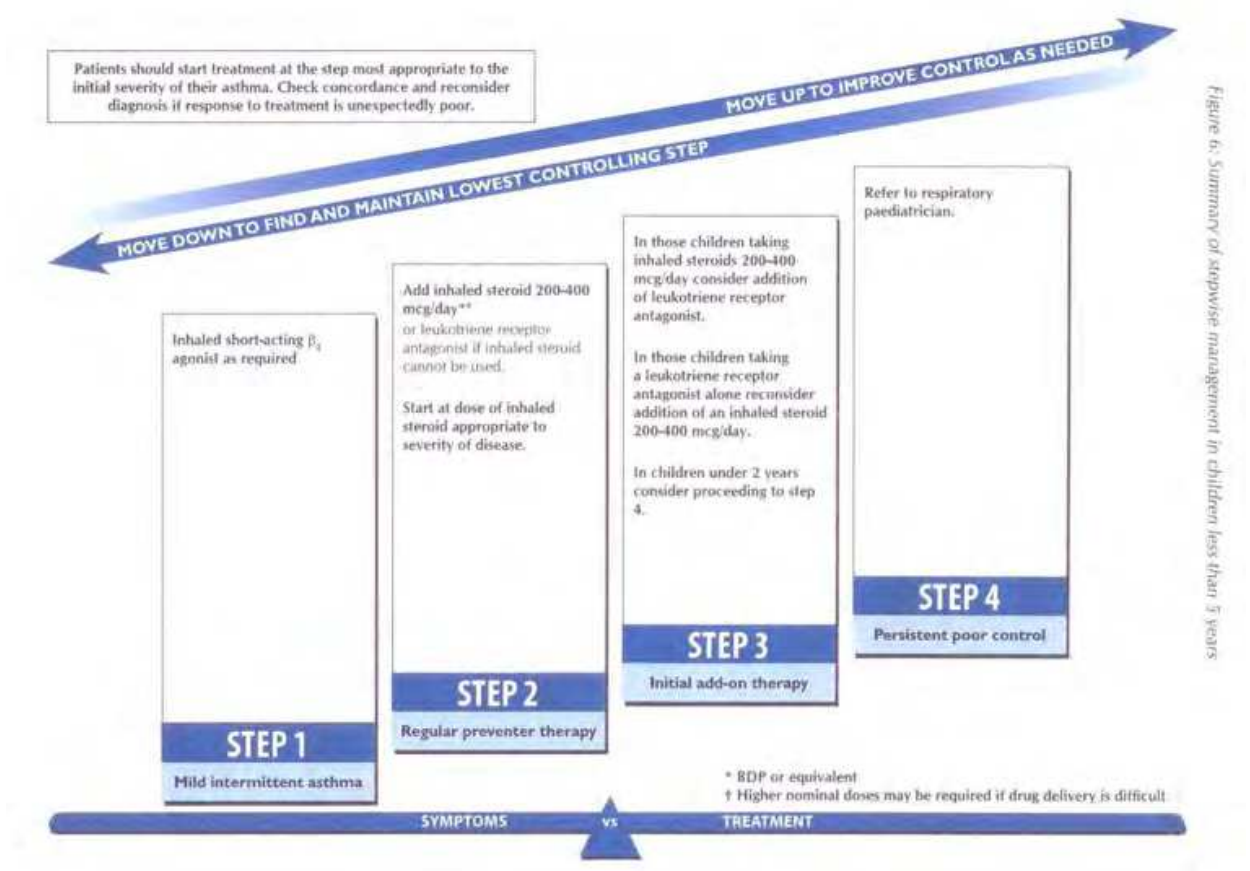 Patients should start treatment at the step most appropriate to the
initial severity of their asthma. Check concordance and reconsider
diagnosis if response to treatment is unexpectedly poor.
MOVE UP TO IMPROVE CONTROL AS NEEDED
MOVE DOWN TO FIND AND MAINTAIN LOWEST CONTROLLING STEP
Inhaled short-acting β₂
agonist as required
STEP 1
Mild intermittent asthma
Add inhaled steroid 200-400
mcg/day*†
or leukotriene receptor
antagonist if inhaled steroid
cannot be used.
Start at dose of inhaled
steroid appropriate to
severity of disease.
STEP 2
Regular preventer therapy
In those children taking
inhaled steroids 200-400
mcg/day consider addition
of leukotriene receptor
antagonist.
In those children taking
a leukotriene receptor
antagonist alone reconsider
addition of an inhaled steroid
200-400 mcg/day.
In children under 2 years
consider proceeding to step
4.
STEP 3
Initial add-on therapy
Refer to respiratory
paediatrician.
STEP 4
Persistent poor control
* BDP or equivalent
† Higher nominal doses may be required if drug delivery is difficult
SYMPTOMS vs TREATMENT
Figure 6: Summary of stepwise management in children less than 5 years